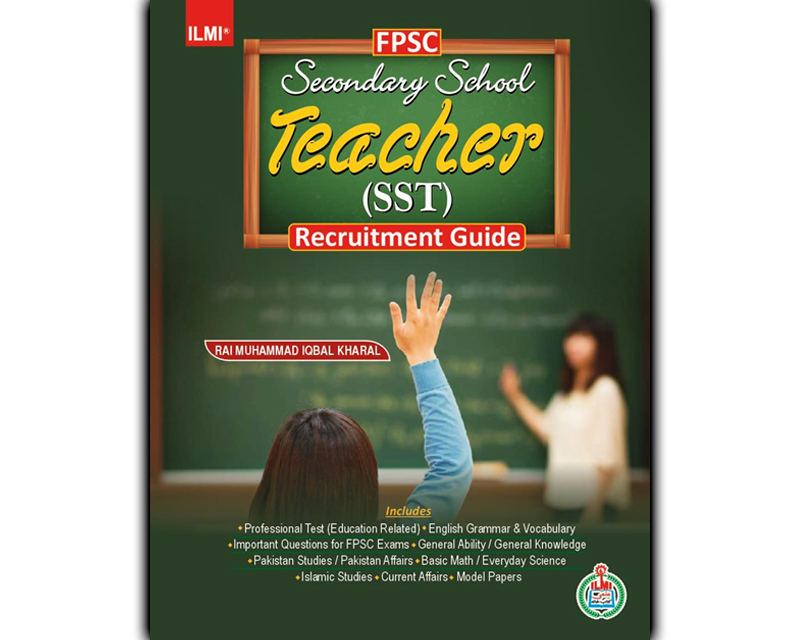 ILMI®
FPSC
Secondary School
Teacher
(SST)
Recruitment Guide
RAI MUHAMMAD IQBAL KHARAL
Includes
Professional Test (Education Related) English Grammar & Vocabulary
Important Questions for FPSC Exams General Ability / General Knowledge
Pakistan Studies / Pakistan Affairs Basic Math / Everyday Science
Islamic Studies Current Affairs Model Papers
ILMI